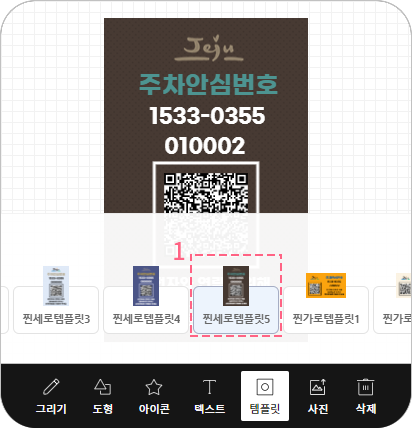 Jeju
주차안심번호
1533-0355
010002
1
찐세로템플릿3
찐세로템플릿4
찐세로템플릿5
찐가로템플릿1
찐가로
그리기
도형
아이콘
텍스트
템플릿
사진
삭제